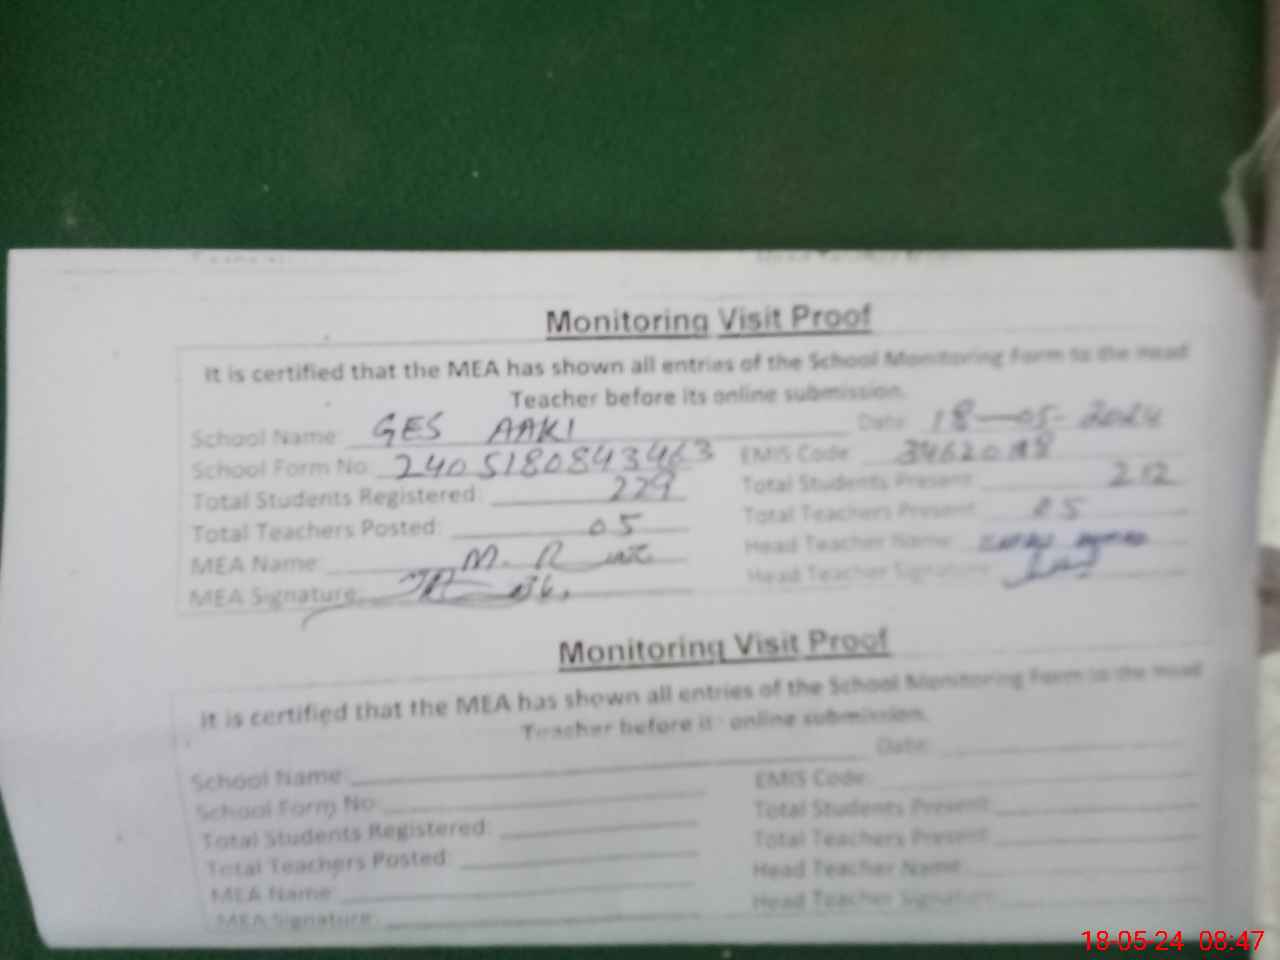 Monitoring Visit Proof
It is certified that the MEA has shown all entries of the School Monitoring Form to the Head
Teacher before its online submission.
School Name: GES AAKI Date: 18-05-2024
School Form No: 2405180843463 EMIS Code:
Total Students Registered: 229 Total Students Present: 212
Total Teachers Posted: 05 Total Teachers Present: 05
MEA Name: M. R Head Teacher Name:
MEA Signature: Head Teacher Signature:
Monitoring Visit Proof
It is certified that the MEA has shown all entries of the School Monitoring Form to the Head
Teacher before its online submission.
Date:
School Name: EMIS Code:
School Form No: Total Students Present:
Total Students Registered: Total Teachers Present:
Total Teachers Posted: Head Teacher Name:
MEA Name: Head Teacher Signature:
MEA Signature:
18-05-24 08:47